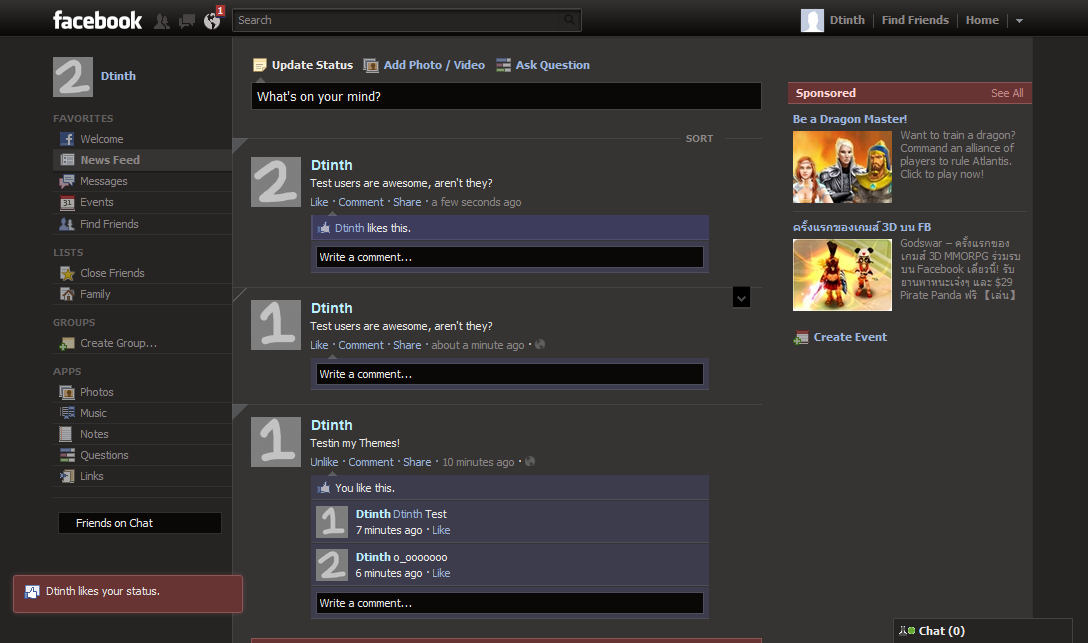 facebook
1
Search
Dtinth
Find Friends
Home
2
Dtinth
FAVORITES
Welcome
News Feed
Messages
31
Events
Find Friends
LISTS
Close Friends
Family
GROUPS
Create Group...
APPS
Photos
Music
Notes
Questions
Links
Friends on Chat
Dtinth likes your status.
Update Status
Add Photo / Video
Ask Question
What's on your mind?
SORT
2
Dtinth
Test users are awesome, aren't they?
Like · Comment · Share · a few seconds ago
Dtinth likes this.
Write a comment...
1
Dtinth
Test users are awesome, aren't they?
Like · Comment · Share · about a minute ago ·
Write a comment...
1
Dtinth
Testin my Themes!
Unlike · Comment · Share · 10 minutes ago ·
You like this.
1
Dtinth Dtinth Test
7 minutes ago · Like
2
Dtinth o_ooooooo
6 minutes ago · Like
Write a comment...
Sponsored
See All
Be a Dragon Master!
Want to train a dragon?
Command an alliance of
players to rule Atlantis.
Click to play now!
ครั้งแรกของเกมส์ 3D บน FB
Godswar – ครั้งแรกของ
เกมส์ 3D MMORPG ร่วมรบ
บน Facebook เดี๋ยวนี้! รับ
ยานพาหนะเจ๋งๆ และ $29
Pirate Panda ฟรี 【เล่น】
Create Event
Chat (0)